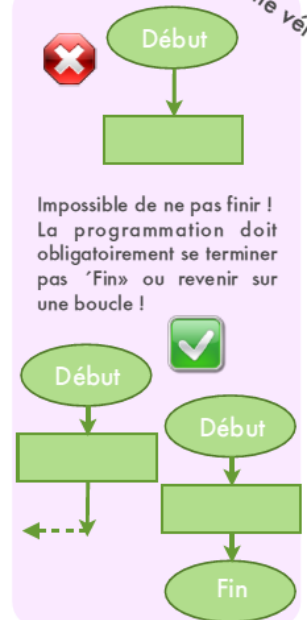 Début
Impossible de ne pas finir !
La programmation doit
obligatoirement se terminer
pas ´Fin» ou revenir sur
une boucle !
Début
Début
Fin